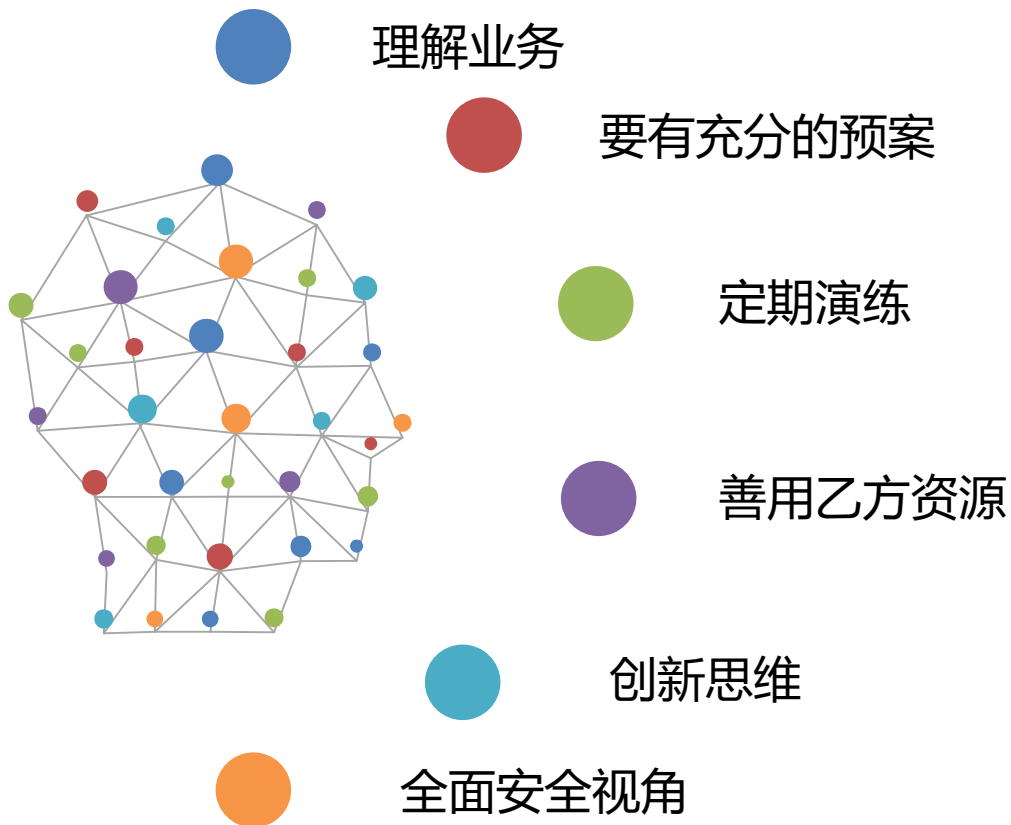 理解业务
要有充分的预案
定期演练
善用乙方资源
创新思维
全面安全视角